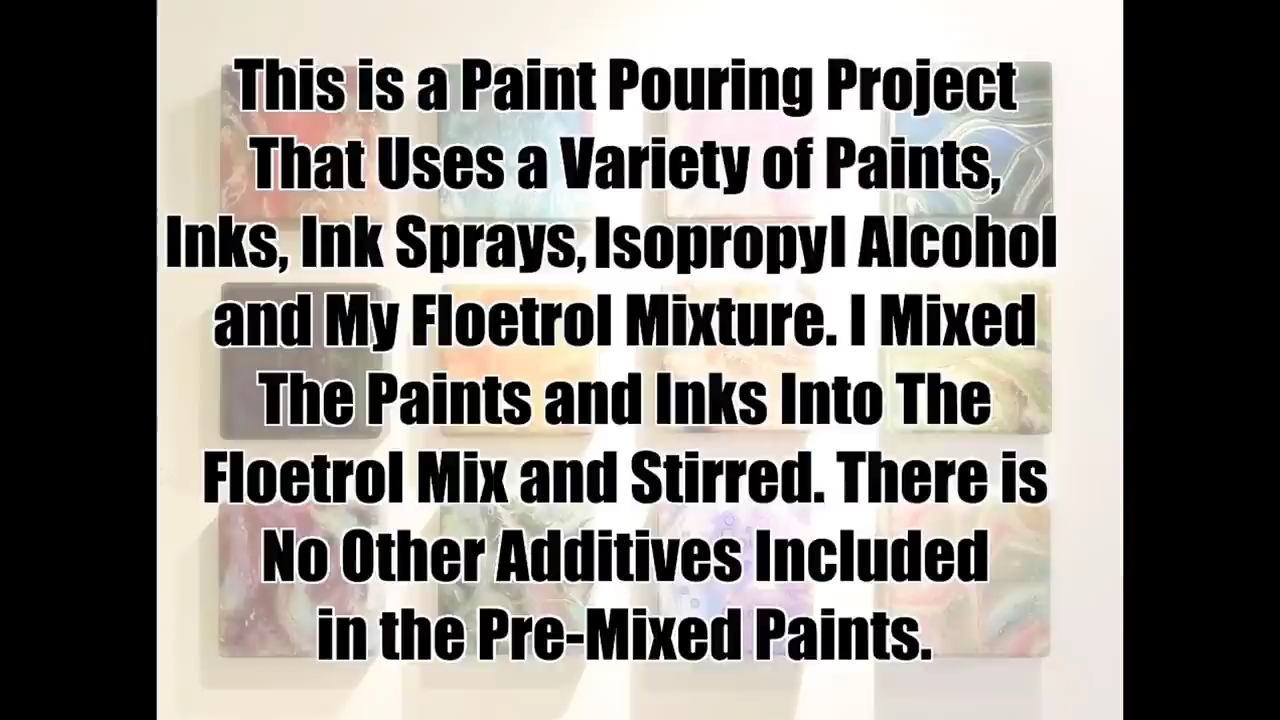 This is a Paint Pouring Project
That Uses a Variety of Paints,
Inks, Ink Sprays, Isopropyl Alcohol
and My Floetrol Mixture. I Mixed
The Paints and Inks Into The
Floetrol Mix and Stirred. There is
No Other Additives Included
in the Pre-Mixed Paints.